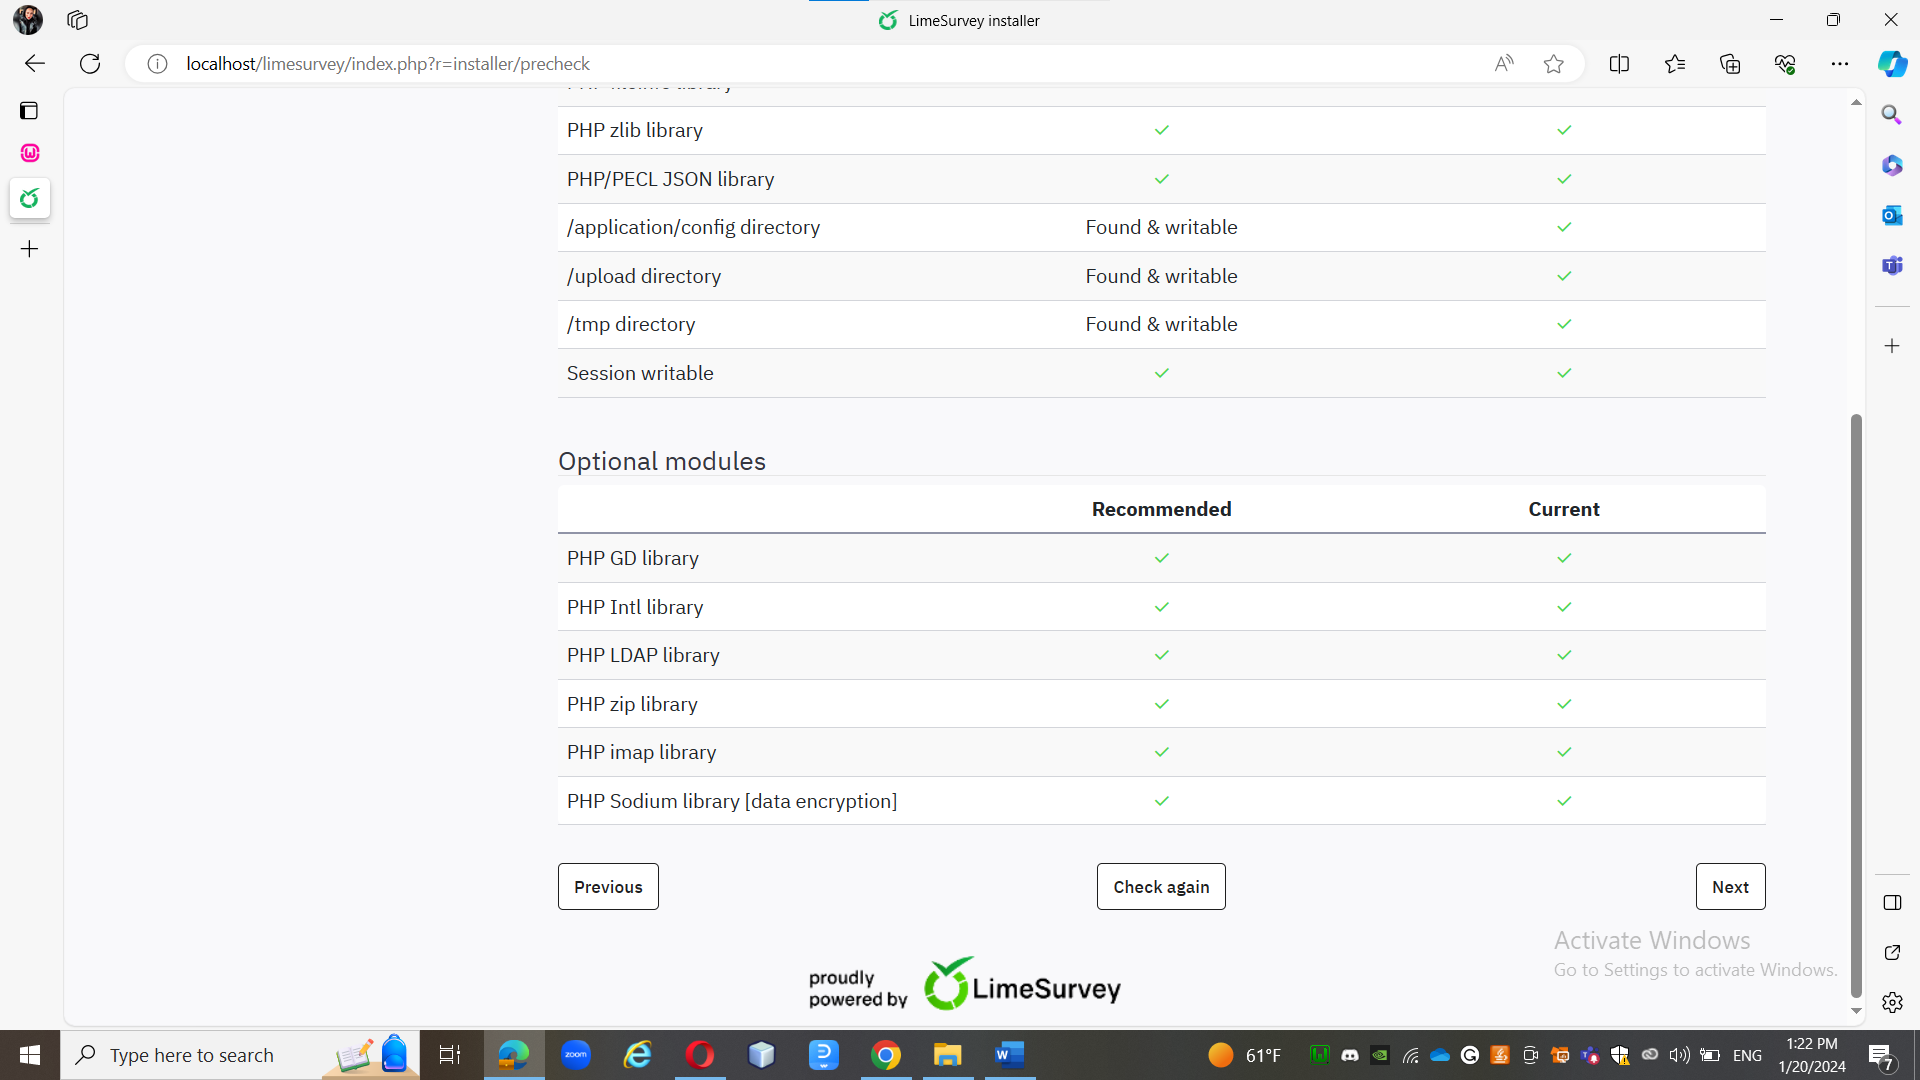 LimeSurvey installer
localhost/limesurvey/index.php?r=installer/precheck
PHP zlib library
PHP/PECL JSON library
/application/config directory Found & writable
/upload directory Found & writable
/tmp directory Found & writable
Session writable
Optional modules
Recommended Current
PHP GD library
PHP Intl library
PHP LDAP library
PHP zip library
PHP imap library
PHP Sodium library [data encryption]
Previous Check again Next
Activate Windows
Go to Settings to activate Windows.
proudly
powered by LimeSurvey
Type here to search
zoom
61°F
ENG
1:22 PM
1/20/2024
7